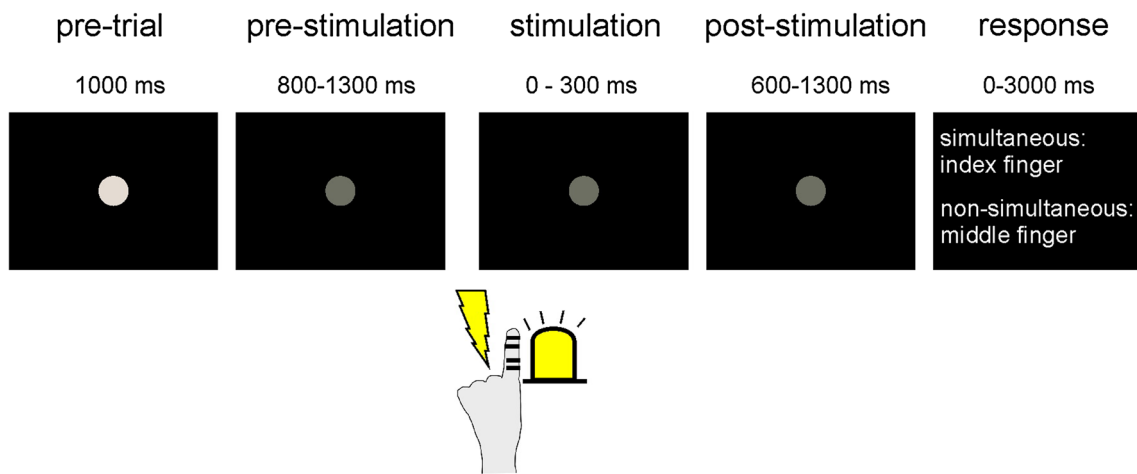 pre-trial pre-stimulation stimulation post-stimulation response
1000 ms 800-1300 ms 0 - 300 ms 600-1300 ms 0-3000 ms
simultaneous:
index finger
non-simultaneous:
middle finger